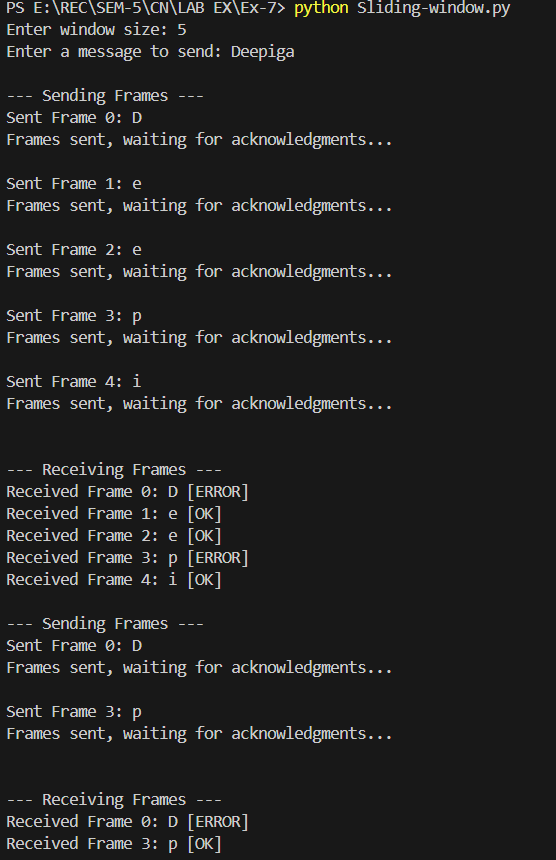 PS E:\REC\SEM-5\CN\LAB EX\Ex-7> python Sliding-window.py
Enter window size: 5
Enter a message to send: Deepiga
--- Sending Frames ---
Sent Frame 0: D
Frames sent, waiting for acknowledgments...
Sent Frame 1: e
Frames sent, waiting for acknowledgments...
Sent Frame 2: e
Frames sent, waiting for acknowledgments...
Sent Frame 3: p
Frames sent, waiting for acknowledgments...
Sent Frame 4: i
Frames sent, waiting for acknowledgments...
--- Receiving Frames ---
Received Frame 0: D [ERROR]
Received Frame 1: e [OK]
Received Frame 2: e [OK]
Received Frame 3: p [ERROR]
Received Frame 4: i [OK]
--- Sending Frames ---
Sent Frame 0: D
Frames sent, waiting for acknowledgments...
Sent Frame 3: p
Frames sent, waiting for acknowledgments...
--- Receiving Frames ---
Received Frame 0: D [ERROR]
Received Frame 3: p [OK]